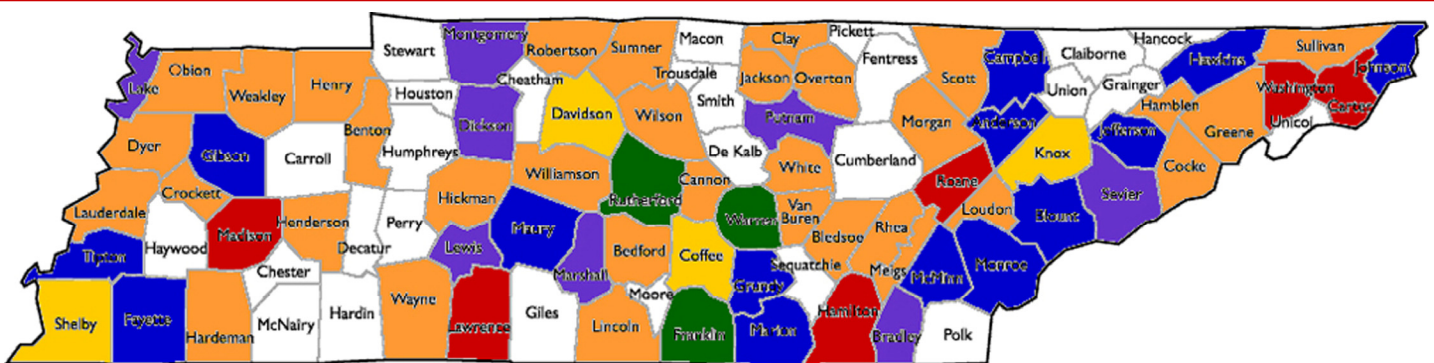 Stewart
Montgomery
Robertson
Sumner
Macon
Clay
Pickett
Fentress
Scott
Campbell
Claiborne
Hancock
Hawkins
Sullivan
Johnson
Lake
Obion
Weakley
Henry
Houston
Cheatham
Trousdale
Jackson
Overton
Union
Grainger
Hamblen
Washington
Carter
Dickson
Davidson
Wilson
Smith
Putnam
Morgan
Anderson
Jefferson
Greene
Unicoi
Dyer
Gibson
Carroll
Benton
Humphreys
De Kalb
White
Cumberland
Knox
Cocke
Crockett
Hickman
Williamson
Rutherford
Cannon
Roane
Sevier
Lauderdale
Madison
Henderson
Perry
Maury
Warren
Van
Buren
Bledsoe
Rhea
Loudon
Blount
Tipton
Haywood
Decatur
Lewis
Marshall
Bedford
Coffee
Sequatchie
Meigs
McMinn
Monroe
Chester
Grundy
Shelby
Fayette
Hardeman
McNairy
Hardin
Wayne
Lawrence
Giles
Moore
Lincoln
Franklin
Marion
Hamilton
Bradley
Polk